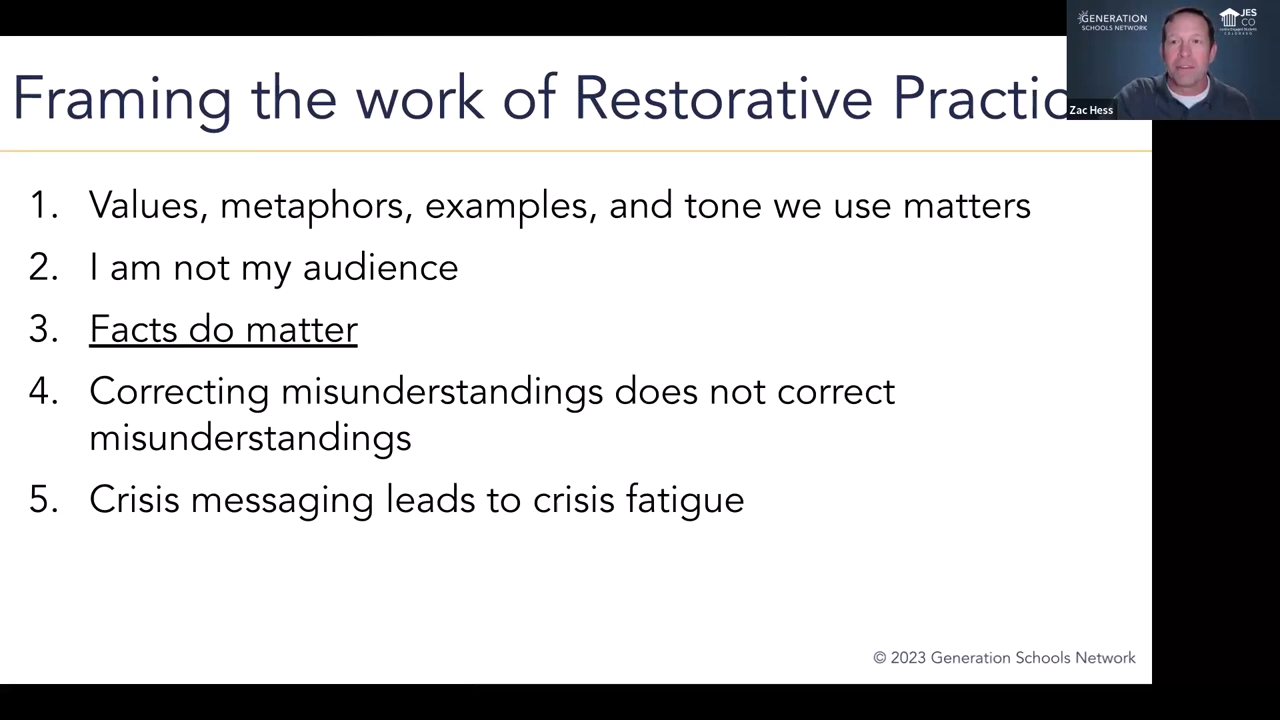 GENERATION
SCHOOLS NETWORK
JES
CO
COLORADO
Zac Hess
Framing the work of Restorative Practic
1. Values, metaphors, examples, and tone we use matters
2. I am not my audience
3. Facts do matter
4. Correcting misunderstandings does not correct
misunderstandings
5. Crisis messaging leads to crisis fatigue
© 2023 Generation Schools Network